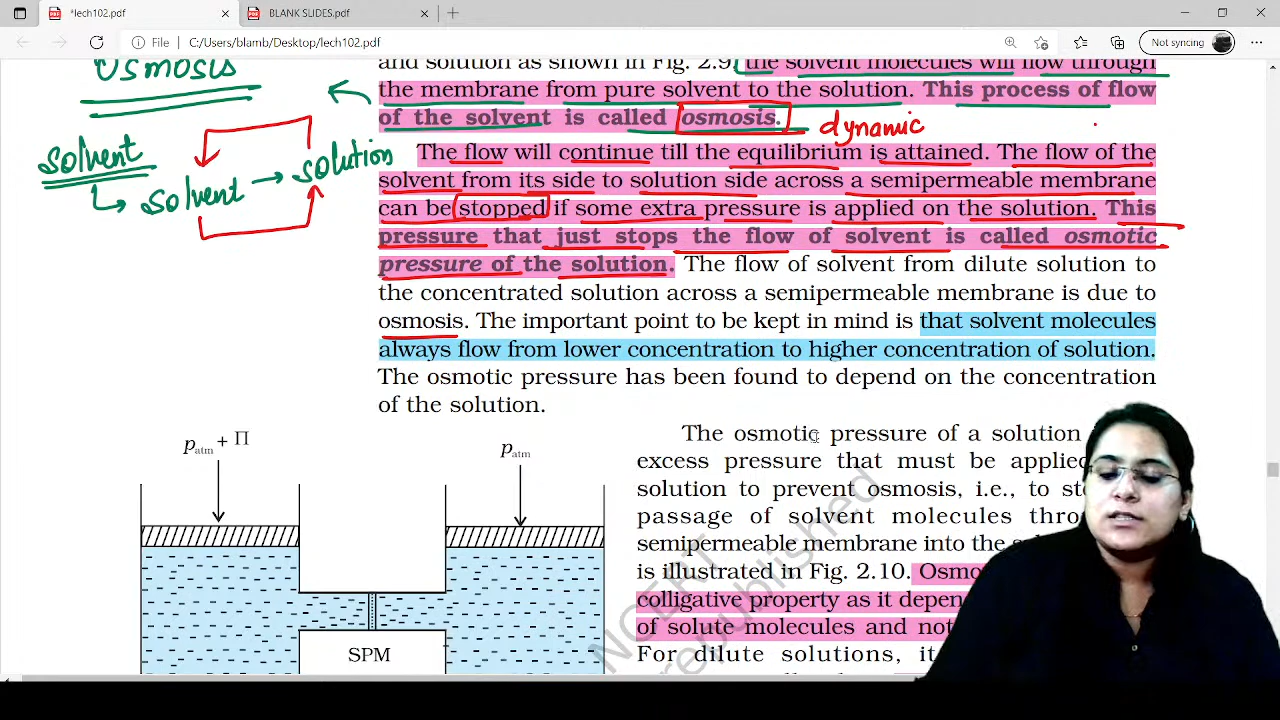 *lech102.pdf
BLANK SLIDES.pdf
File
C:/Users/blamb/Desktop/lech102.pdf
Not syncing
and solution as shown in Fig. 2.9, the solvent molecules will flow through
the membrane from pure solvent to the solution. This process of flow
of the solvent is called osmosis.
dynamic
The flow will continue till the equilibrium is attained. The flow of the
solvent from its side to solution side across a semipermeable membrane
can be stopped if some extra pressure is applied on the solution. This
pressure that just stops the flow of solvent is called osmotic
pressure of the solution. The flow of solvent from dilute solution to
the concentrated solution across a semipermeable membrane is due to
osmosis. The important point to be kept in mind is that solvent molecules
always flow from lower concentration to higher concentration of solution.
The osmotic pressure has been found to depend on the concentration
of the solution.
Osmosis
solvent
solvent → solution
patm + Π
patm
SPM
The osmotic pressure of a solution
excess pressure that must be applied
solution to prevent osmosis, i.e., to
passage of solvent molecules
semipermeable membrane into the
is illustrated in Fig. 2.10.
colligative property as it
of solute molecules and
For dilute solutions, it
NCERT
republished